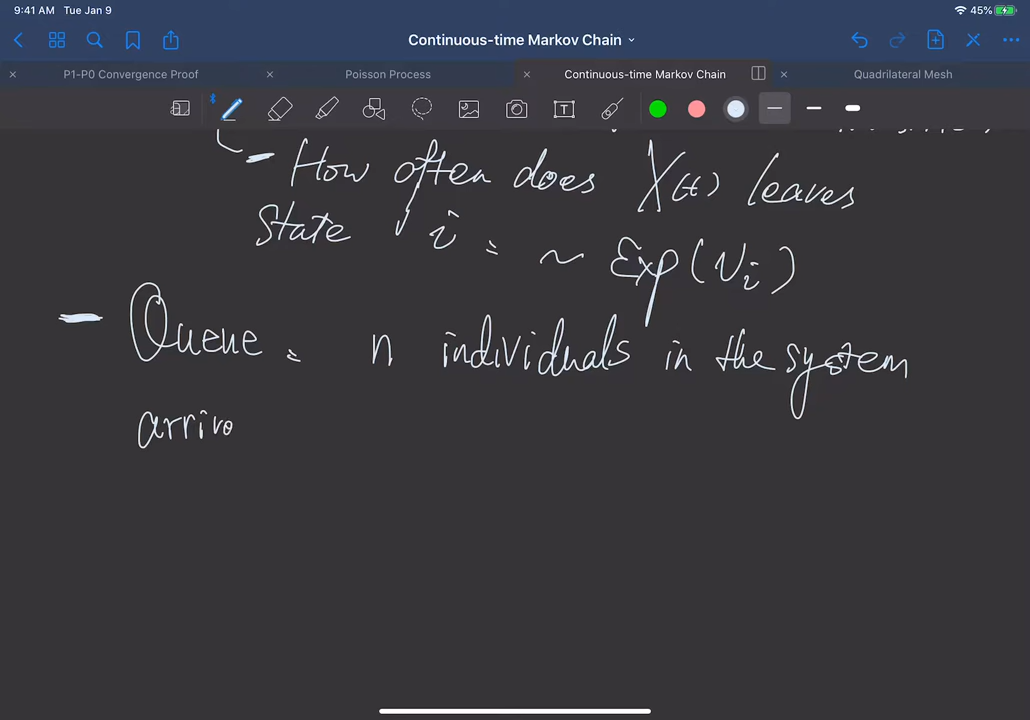 9:41 AM Tue Jan 9
45%
Continuous-time Markov Chain
P1-P0 Convergence Proof
Poisson Process
Continuous-time Markov Chain
Quadrilateral Mesh
- How often does X(t) leaves
State i : ~ Exp(νi)
- Queue : n individuals in the system
arriva